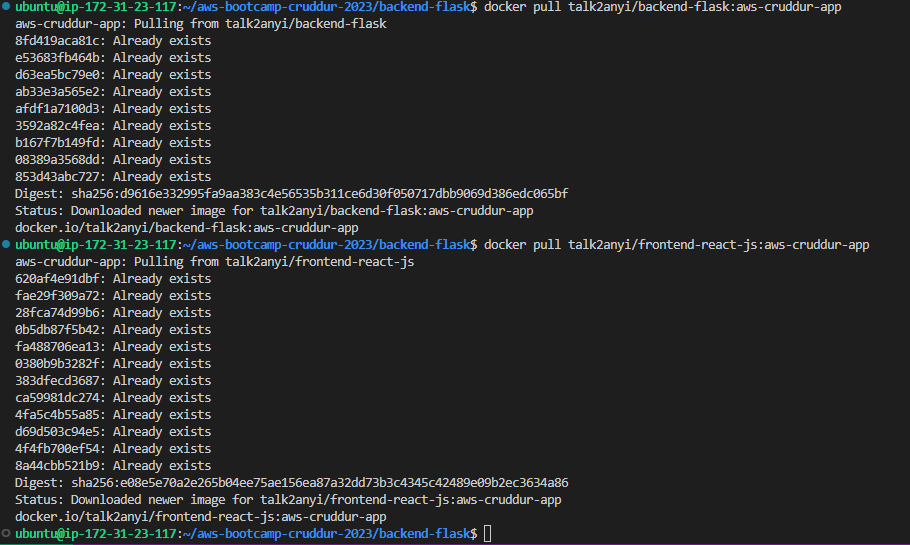 ubuntu@ip-172-31-23-117:~/aws-bootcamp-cruddur-2023/backend-flask$ docker pull talk2anyi/backend-flask:aws-cruddur-app
aws-cruddur-app: Pulling from talk2anyi/backend-flask
8fd419aca81c: Already exists
e53683fb464b: Already exists
d63ea5bc79e0: Already exists
ab33e3a565e2: Already exists
afdf1a7100d3: Already exists
3592a82c4fea: Already exists
b167f7b149fd: Already exists
08389a3568dd: Already exists
853d43abc727: Already exists
Digest: sha256:d9616e332995fa9aa383c4e56535b311ce6d30f050717dbb9069d386edc065bf
Status: Downloaded newer image for talk2anyi/backend-flask:aws-cruddur-app
docker.io/talk2anyi/backend-flask:aws-cruddur-app
ubuntu@ip-172-31-23-117:~/aws-bootcamp-cruddur-2023/backend-flask$ docker pull talk2anyi/frontend-react-js:aws-cruddur-app
aws-cruddur-app: Pulling from talk2anyi/frontend-react-js
620af4e91dbf: Already exists
fae29f309a72: Already exists
28fca74d99b6: Already exists
0b5db87f5b42: Already exists
fa488706ea13: Already exists
0380b9b3282f: Already exists
383dfecd3687: Already exists
ca59981dc274: Already exists
4fa5c4b55a85: Already exists
d69d503c94e5: Already exists
4f4fb700ef54: Already exists
8a44cbb521b9: Already exists
Digest: sha256:e08e5e70a2e265b04ee75ae156ea87a32dd73b3c4345c42489e09b2ec3634a86
Status: Downloaded newer image for talk2anyi/frontend-react-js:aws-cruddur-app
docker.io/talk2anyi/frontend-react-js:aws-cruddur-app
ubuntu@ip-172-31-23-117:~/aws-bootcamp-cruddur-2023/backend-flask$